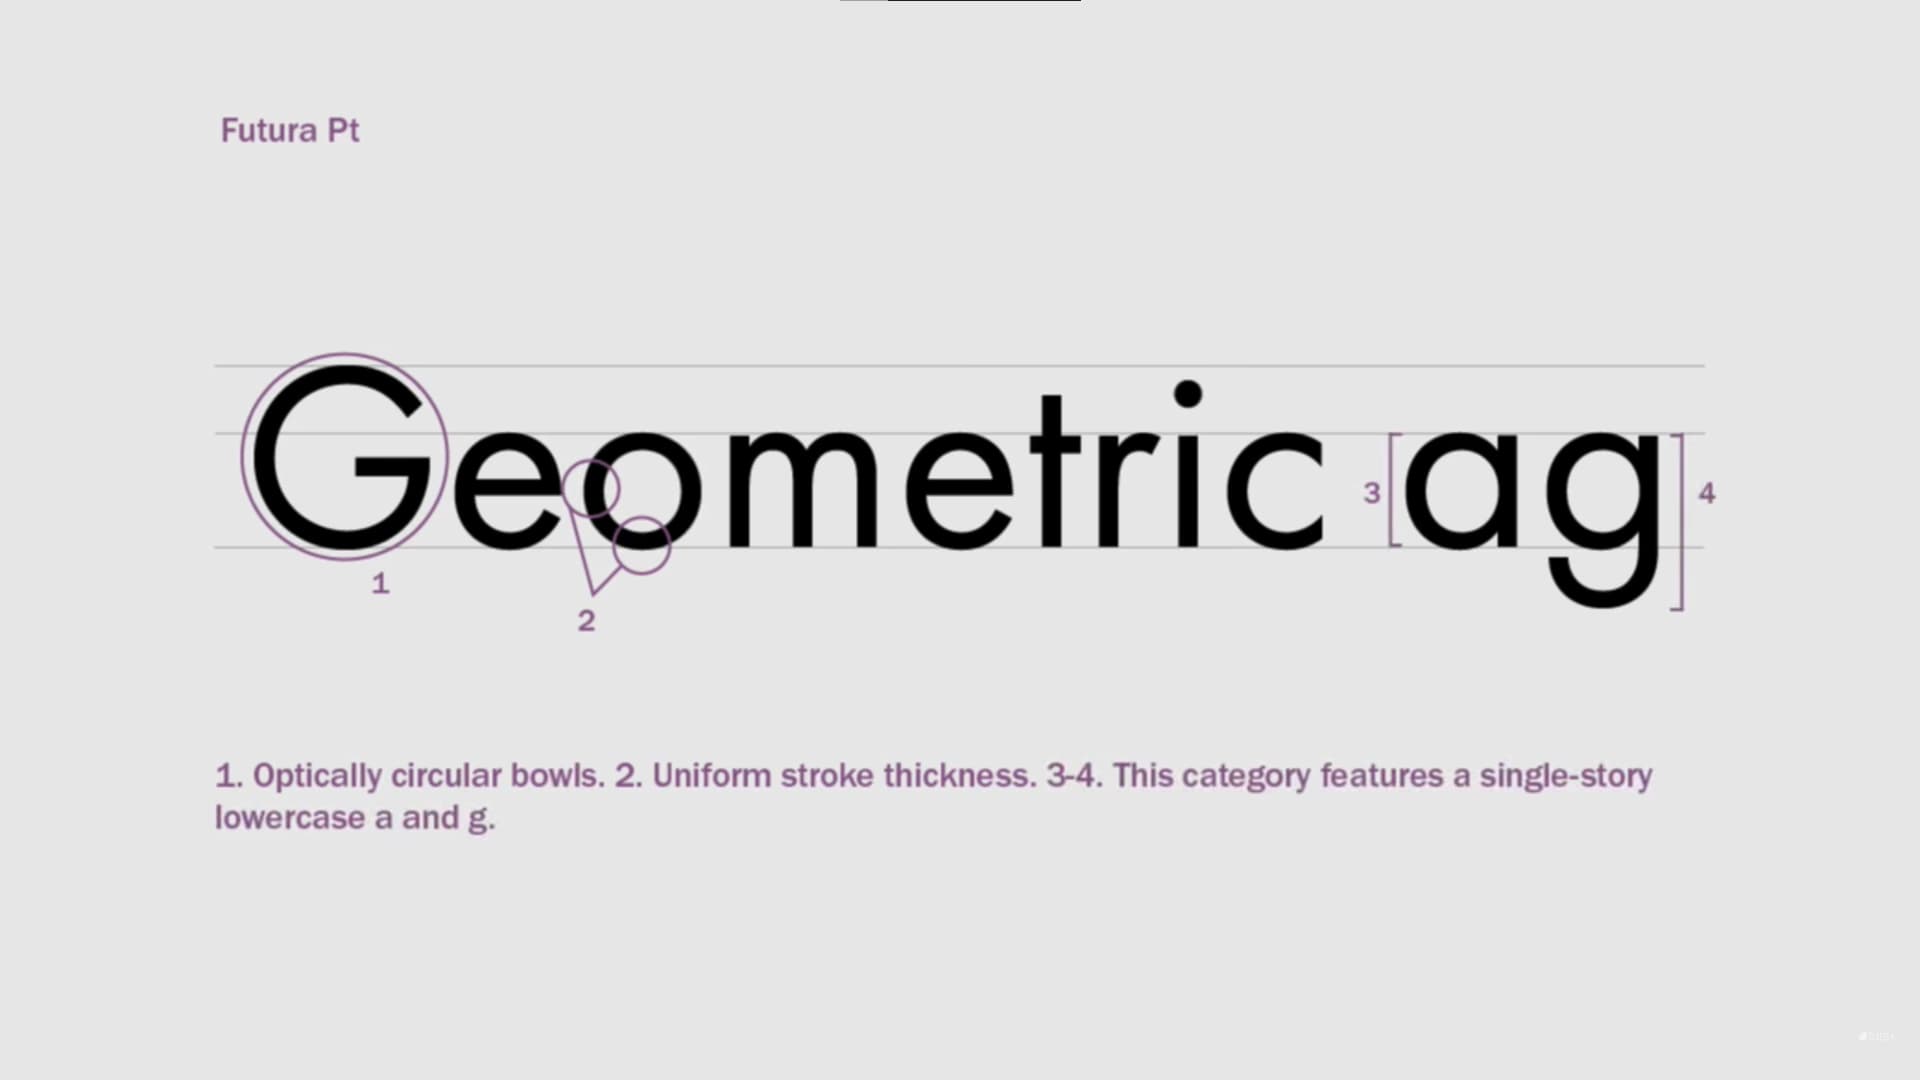 Futura Pt
Geometric ag
3
4
1
2
1. Optically circular bowls. 2. Uniform stroke thickness. 3-4. This category features a single-story
lowercase a and g.